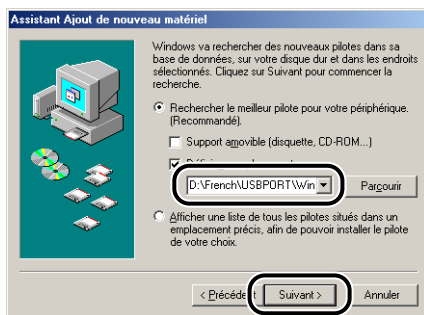 Assistant Ajout de nouveau matériel
Windows va rechercher des nouveaux pilotes dans sa
base de données, sur votre disque dur et dans les endroits
sélectionnés. Cliquez sur Suivant pour commencer la
recherche.
Rechercher le meilleur pilote pour votre périphérique.
(Recommandé).
Support amovible (disquette, CD-ROM...)
D:\French\USBPORT\Win
Parcourir
Afficher une liste de tous les pilotes situés dans un
emplacement précis, afin de pouvoir installer le pilote
de votre choix.
< Précéde t
Suivant >
Annuler